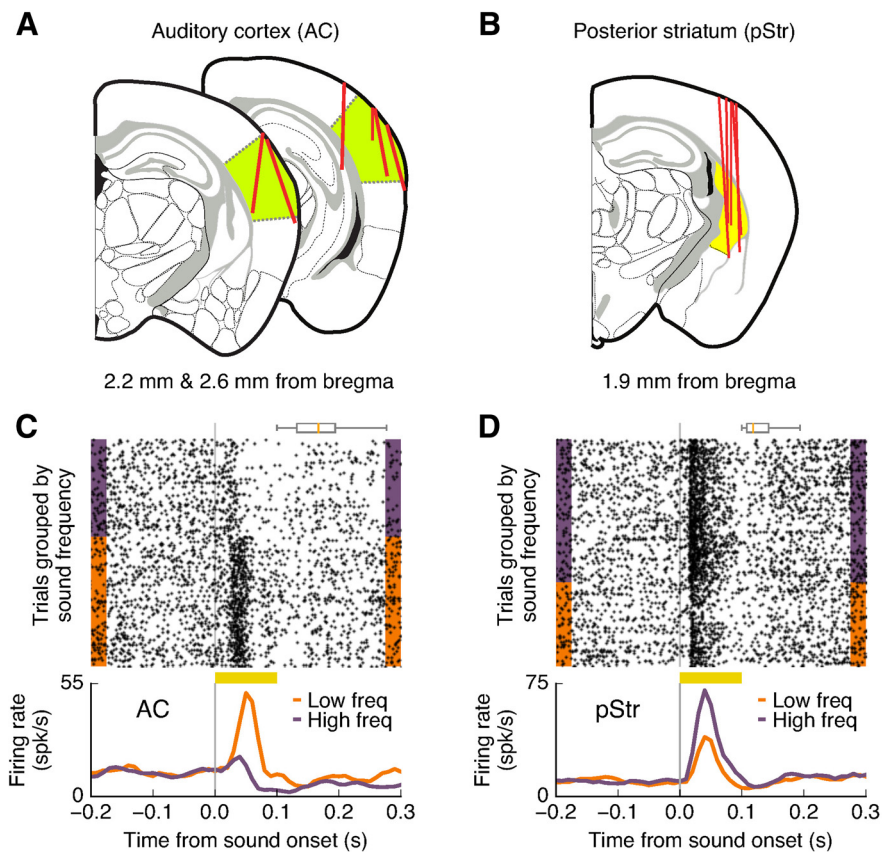 A
Auditory cortex (AC)
2.2 mm & 2.6 mm from bregma
B
Posterior striatum (pStr)
1.9 mm from bregma
C
Trials grouped by
sound frequency
55
0
Firing rate
(spk/s)
AC
Low freq
High freq
−0.2 −0.1 0.0 0.1 0.2 0.3
Time from sound onset (s)
D
Trials grouped by
sound frequency
75
0
Firing rate
(spk/s)
pStr
Low freq
High freq
−0.2 −0.1 0.0 0.1 0.2 0.3
Time from sound onset (s)